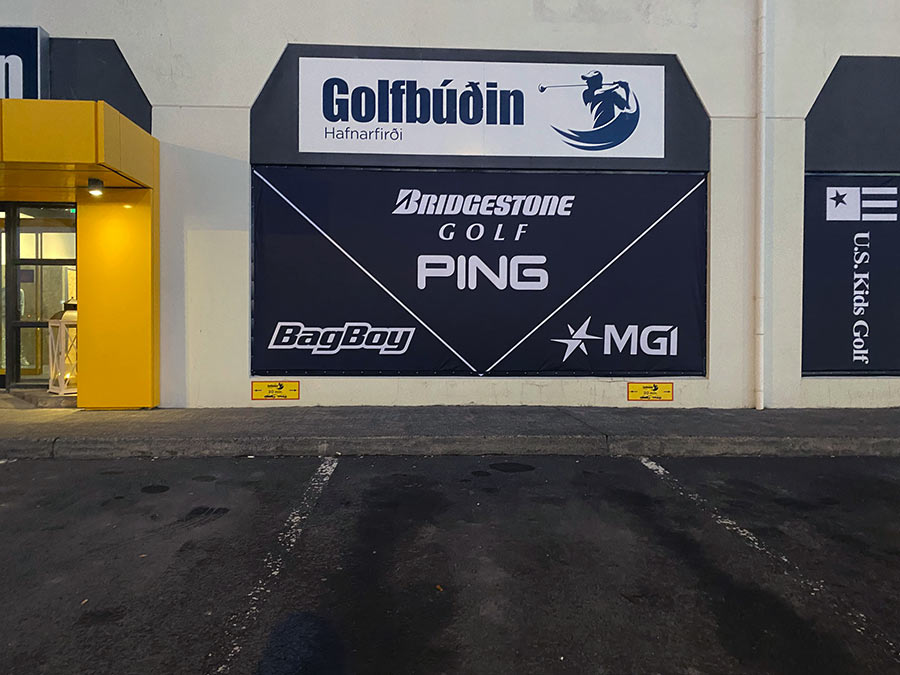 Golfbúðin
Hafnarfirði
BRIDGESTONE
GOLF
PING
BagBoy
MGI
U.S. Kids Golf
n